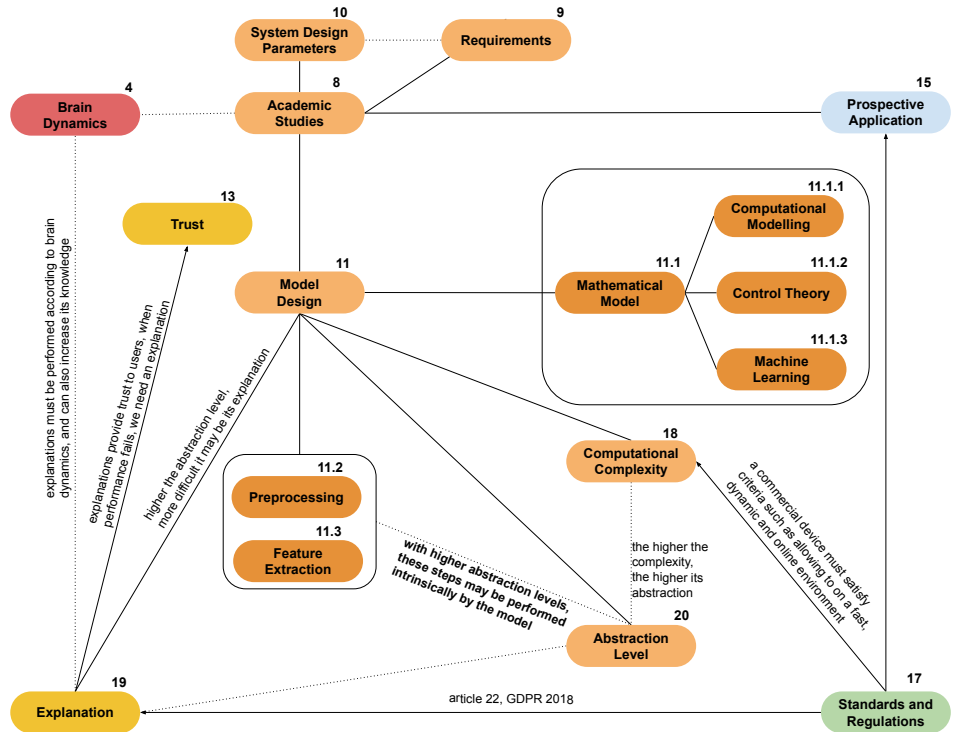 10
System Design
Parameters
9
Requirements
4
Brain
Dynamics
8
Academic
Studies
15
Prospective
Application
13
Trust
11
Model
Design
11.1
Mathematical
Model
11.1.1
Computational
Modelling
11.1.2
Control Theory
11.1.3
Machine
Learning
explanations must be performed according to brain
dynamics, and can also increase its knowledge
explanations provide trust to users, when
performance fails, we need an explanation
higher the abstraction level,
more difficult it may be its explanation
11.2
Preprocessing
11.3
Feature
Extraction
18
Computational
Complexity
with higher abstraction levels,
these steps may be performed
intrinsically by the model
the higher the
complexity,
the higher its
abstraction
a commercial device must satisfy
criteria such as allowing to on a fast,
dynamic and online environment
20
Abstraction
Level
19
Explanation
article 22, GDPR 2018
17
Standards and
Regulations